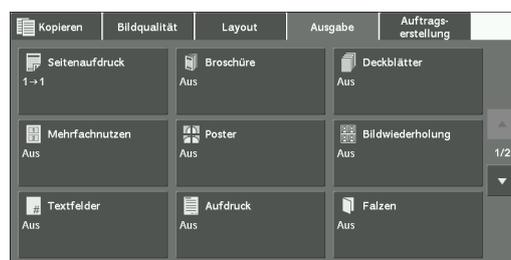 Kopieren
Bildqualität
Layout
Ausgabe
Auftrags-
erstellung
Seitenaufdruck
1→1
Broschüre
Aus
Deckblätter
Aus
Mehrfachnutzen
Aus
Poster
Aus
Bildwiederholung
Aus
1/2
Textfelder
Aus
Aufdruck
Aus
Falzen
Aus